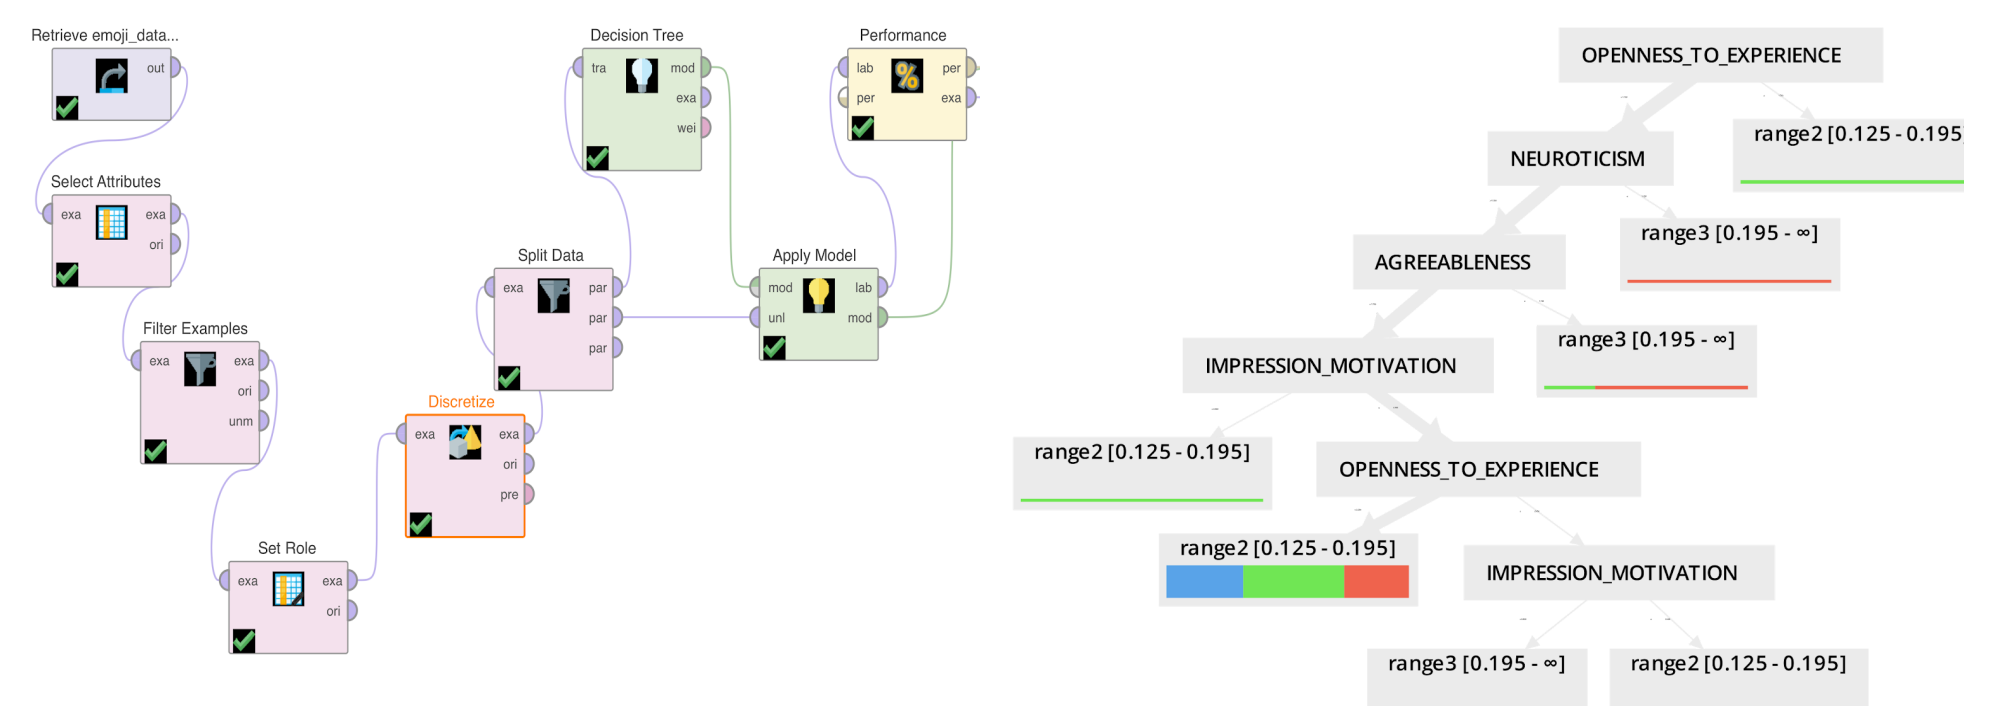 Retrieve emoji_data...
out
Select Attributes
exa exa
ori
Filter Examples
exa exa
ori
unm
Set Role
exa exa
ori
Discretize
exa exa
ori
pre
Split Data
exa par
par
par
Decision Tree
tra mod
exa
wei
Apply Model
mod lab
unl mod
Performance
%
lab per
per exa
OPENNESS_TO_EXPERIENCE
range2 [0.125 - 0.195]
NEUROTICISM
range3 [0.195 - ∞]
AGREEABLENESS
range3 [0.195 - ∞]
IMPRESSION_MOTIVATION
range2 [0.125 - 0.195]
OPENNESS_TO_EXPERIENCE
range2 [0.125 - 0.195]
IMPRESSION_MOTIVATION
range3 [0.195 - ∞]
range2 [0.125 - 0.195]